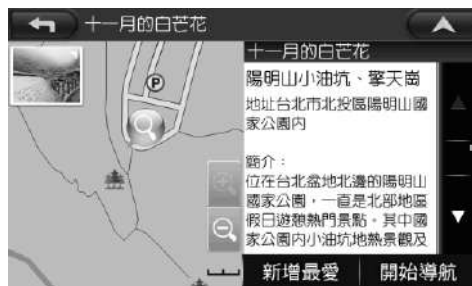 十一月的白芒花
P
十一月的白芒花
陽明山小油坑、擎天崗
地址台北市北投區陽明山國
家公園內
簡介：
位在台北盆地北邊的陽明山
國家公園，一直是北部地區
假日遊憩熱門景點。其中國
家公園內小油坑地熱景觀及
新增最愛
開始導航